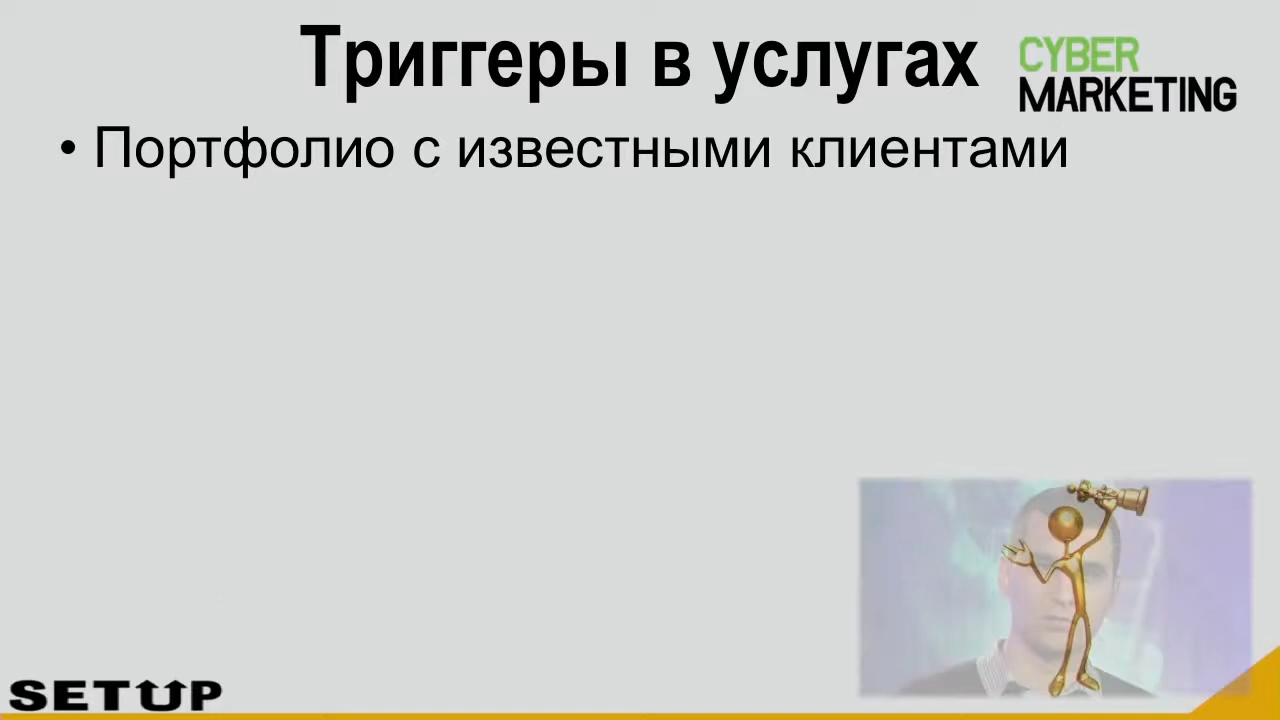 Триггеры в услугах
CYBER
MARKETING
• Портфолио с известными клиентами
SETUP